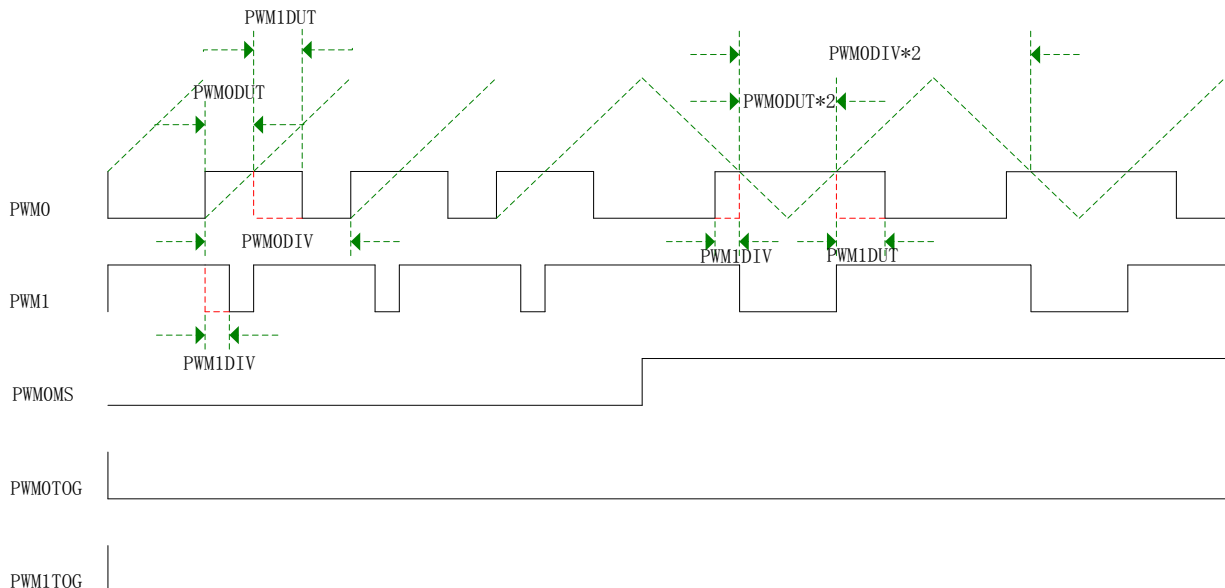 PWM1DUT
PWM0DIV*2
PWM0DUT
PWM0DUT*2
PWM0
PWM0DIV
PWM1DIV
PWM1DUT
PWM1
PWM1DIV
PWM0MS
PWM0TOG
PWM1TOG